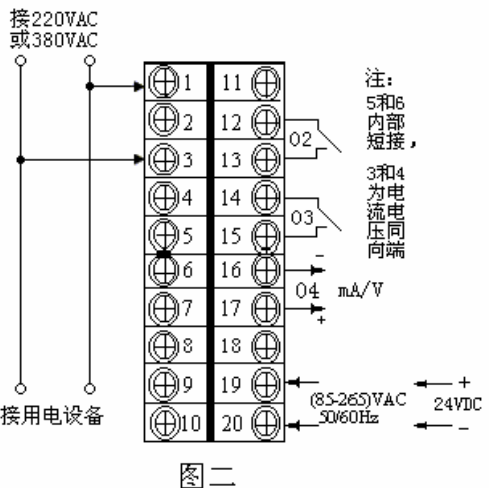 接220VAC
或380VAC
1 11
2 12
3 13
4 14
5 15
6 16
7 17
8 18
9 19
10 20
O2
O3
O4
-
mA/V
+
注：
5和6
内部
短接，
3和4
为电
流电
压同
向端
(85-265)VAC
50/60Hz
+
24VDC
-
接用电设备
图二